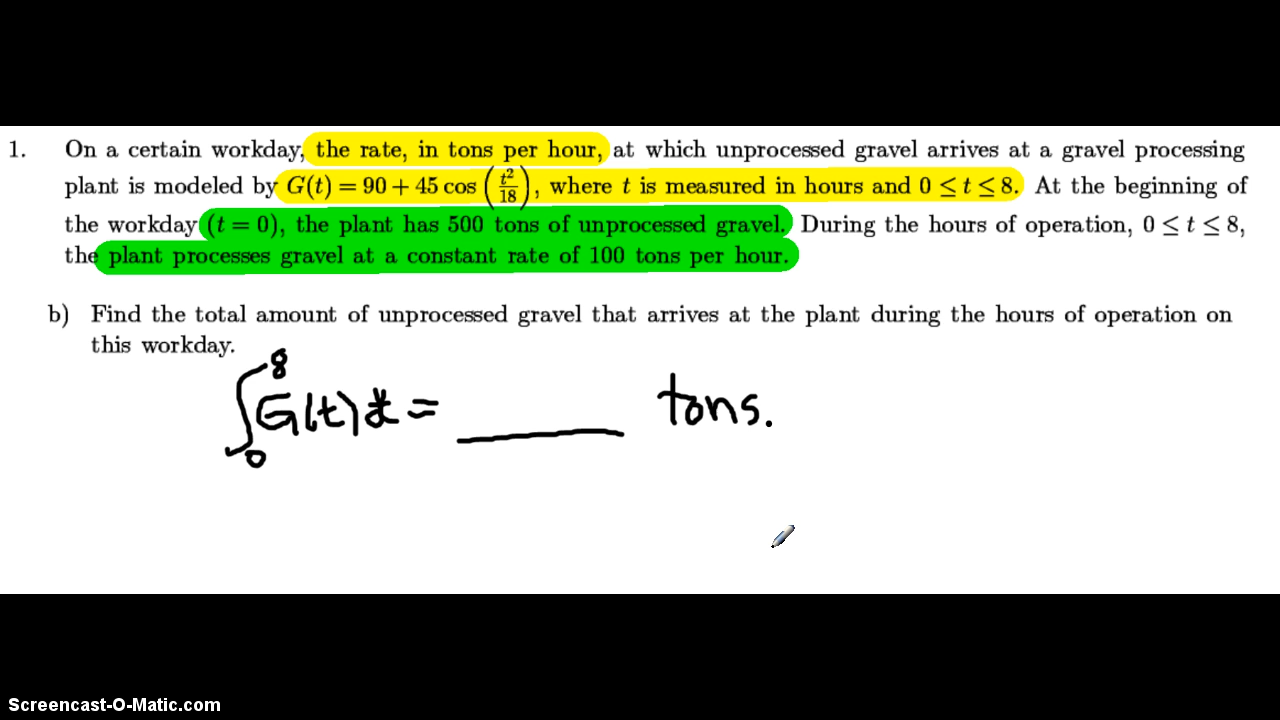 1. On a certain workday, the rate, in tons per hour, at which unprocessed gravel arrives at a gravel processing
plant is modeled by G(t) = 90 + 45 cos (t²/18), where t is measured in hours and 0 ≤ t ≤ 8. At the beginning of
the workday (t = 0), the plant has 500 tons of unprocessed gravel. During the hours of operation, 0 ≤ t ≤ 8,
the plant processes gravel at a constant rate of 100 tons per hour.
b) Find the total amount of unprocessed gravel that arrives at the plant during the hours of operation on
this workday.
∫₀⁸ G(t) dt = ______ tons.
Screencast-O-Matic.com